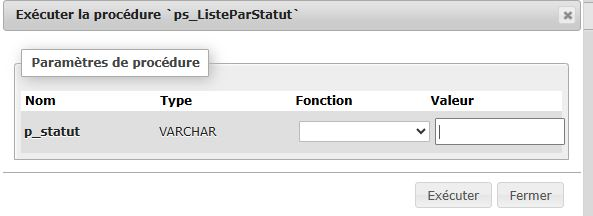 Exécuter la procédure `ps_ListeParStatut`
Paramètres de procédure
Nom Type Fonction Valeur
p_statut VARCHAR
Exécuter Fermer